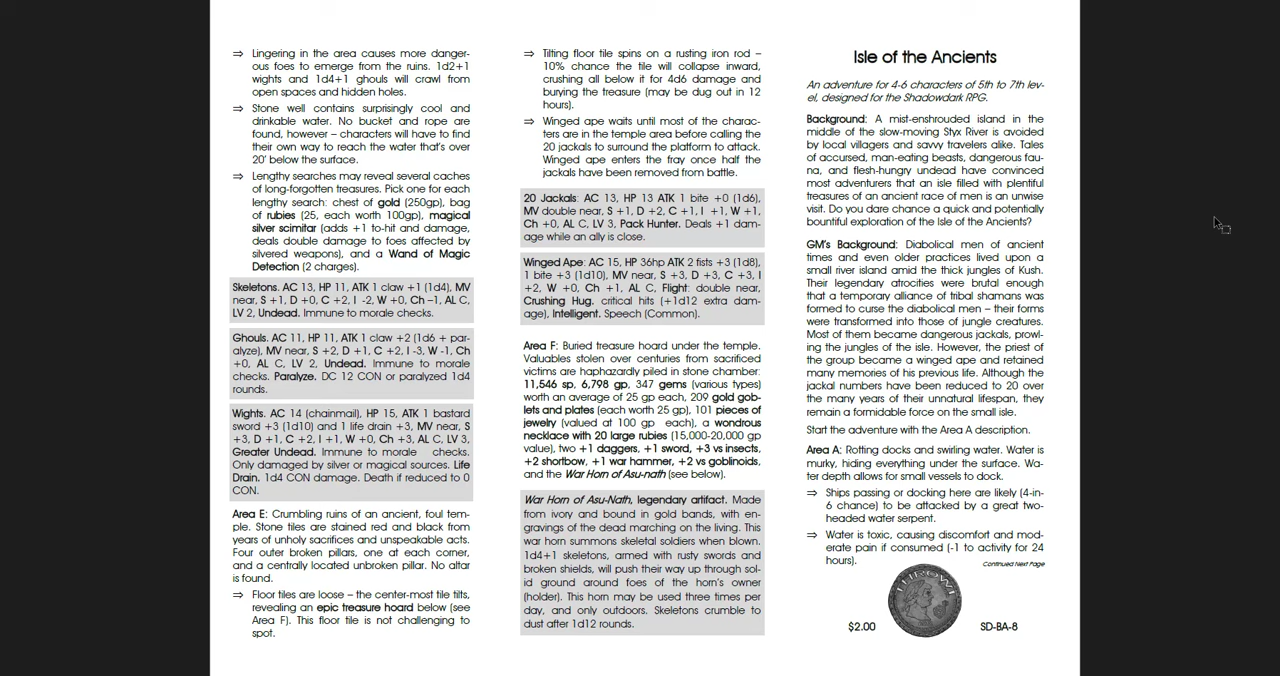 ⇒ Lingering in the area causes more danger-
ous foes to emerge from the ruins. 1d2+1
wights and 1d4+1 ghouls will crawl from
open spaces and hidden holes.
⇒ Stone well contains surprisingly cool and
drinkable water. No bucket and rope are
found, however – characters will have to find
their own way to reach the water that's over
20' below the surface.
⇒ Lengthy searches may reveal several caches
of long-forgotten treasures. Pick one for each
lengthy search: chest of gold (250gp), bag
of rubies (25, each worth 100gp), magical
silver scimitar (adds +1 to-hit and damage,
deals double damage to foes affected by
silvered weapons), and a Wand of Magic
Detection (2 charges).
Skeletons. AC 13, HP 11, ATK 1 claw +1 (1d4), MV
near, S +1, D +0, C +2, I -2, W +0, Ch –1, AL C,
LV 2, Undead. Immune to morale checks.
Ghouls. AC 11, HP 11, ATK 1 claw +2 (1d6 + par-
alyze), MV near, S +2, D +1, C +2, I -3, W -1, Ch
+0, AL C, LV 2, Undead. Immune to morale
checks. Paralyze. DC 12 CON or paralyzed 1d4
rounds.
Wights. AC 14 (chainmail), HP 15, ATK 1 bastard
sword +3 (1d10) and 1 life drain +3, MV near, S
+3, D +1, C +2, I +1, W +0, Ch +3, AL C, LV 3,
Greater Undead. Immune to morale checks.
Only damaged by silver or magical sources. Life
Drain. 1d4 CON damage. Death if reduced to 0
CON.
Area E: Crumbling ruins of an ancient, foul tem-
ple. Stone tiles are stained red and black from
years of unholy sacrifices and unspeakable acts.
Four outer broken pillars, one at each corner,
and a centrally located unbroken pillar. No altar
is found.
⇒ Floor tiles are loose – the center-most tile tilts,
revealing an epic treasure hoard below (see
Area F). This floor tile is not challenging to
spot.
⇒ Tilting floor tile spins on a rusting iron rod –
10% chance the tile will collapse inward,
crushing all below it for 4d6 damage and
burying the treasure (may be dug out in 12
hours).
⇒ Winged ape waits until most of the charac-
ters are in the temple area before calling the
20 jackals to surround the platform to attack.
Winged ape enters the fray once half the
jackals have been removed from battle.
20 Jackals: AC 13, HP 13 ATK 1 bite +0 (1d6),
MV double near, S +1, D +2, C +1, I +1, W +1,
Ch +0, AL C, LV 3, Pack Hunter. Deals +1 dam-
age while an ally is close.
Winged Ape: AC 15, HP 36hp ATK 2 fists +3 (1d8),
1 bite +3 (1d10), MV near, S +3, D +3, C +3, I
+2, W +0, Ch +1, AL C, Flight: double near,
Crushing Hug. critical hits (+1d12 extra dam-
age), Intelligent. Speech (Common).
Area F: Buried treasure hoard under the temple.
Valuables stolen over centuries from sacrificed
victims are haphazardly piled in stone chamber:
11,546 sp, 6,798 gp, 347 gems (various types)
worth an average of 25 gp each, 209 gold gob-
lets and plates (each worth 25 gp), 101 pieces of
jewelry (valued at 100 gp each), a wondrous
necklace with 20 large rubies (15,000-20,000 gp
value), two +1 daggers, +1 sword, +3 vs insects,
+2 shortbow, +1 war hammer, +2 vs goblinoids,
and the War Horn of Asu-nath (see below).
War Horn of Asu-Nath, legendary artifact. Made
from ivory and bound in gold bands, with en-
gravings of the dead marching on the living. This
war horn summons skeletal soldiers when blown.
1d4+1 skeletons, armed with rusty swords and
broken shields, will push their way up through sol-
id ground around foes of the horn's owner
(holder). This horn may be used three times per
day, and only outdoors. Skeletons crumble to
dust after 1d12 rounds.
Isle of the Ancients
An adventure for 4-6 characters of 5th to 7th lev-
el, designed for the Shadowdark RPG.
Background: A mist-enshrouded island in the
middle of the slow-moving Styx River is avoided
by local villagers and savvy travelers alike. Tales
of accursed, man-eating beasts, dangerous fau-
na, and flesh-hungry undead have convinced
most adventurers that an isle filled with plentiful
treasures of an ancient race of men is an unwise
visit. Do you dare chance a quick and potentially
bountiful exploration of the Isle of the Ancients?
GM's Background: Diabolical men of ancient
times and even older practices lived upon a
small river island amid the thick jungles of Kush.
Their legendary atrocities were brutal enough
that a temporary alliance of tribal shamans was
formed to curse the diabolical men – their forms
were transformed into those of jungle creatures.
Most of them became dangerous jackals, prowl-
ing the jungles of the isle. However, the priest of
the group became a winged ape and retained
many memories of his previous life. Although the
jackal numbers have been reduced to 20 over
the many years of their unnatural lifespan, they
remain a formidable force on the small isle.
Start the adventure with the Area A description.
Area A: Rotting docks and swirling water. Water is
murky, hiding everything under the surface. Wa-
ter depth allows for small vessels to dock.
⇒ Ships passing or docking here are likely (4-in-
6 chance) to be attacked by a great two-
headed water serpent.
⇒ Water is toxic, causing discomfort and mod-
erate pain if consumed (-1 to activity for 24
hours).
Continued Next Page
THROWI
$2.00
SD-BA-8